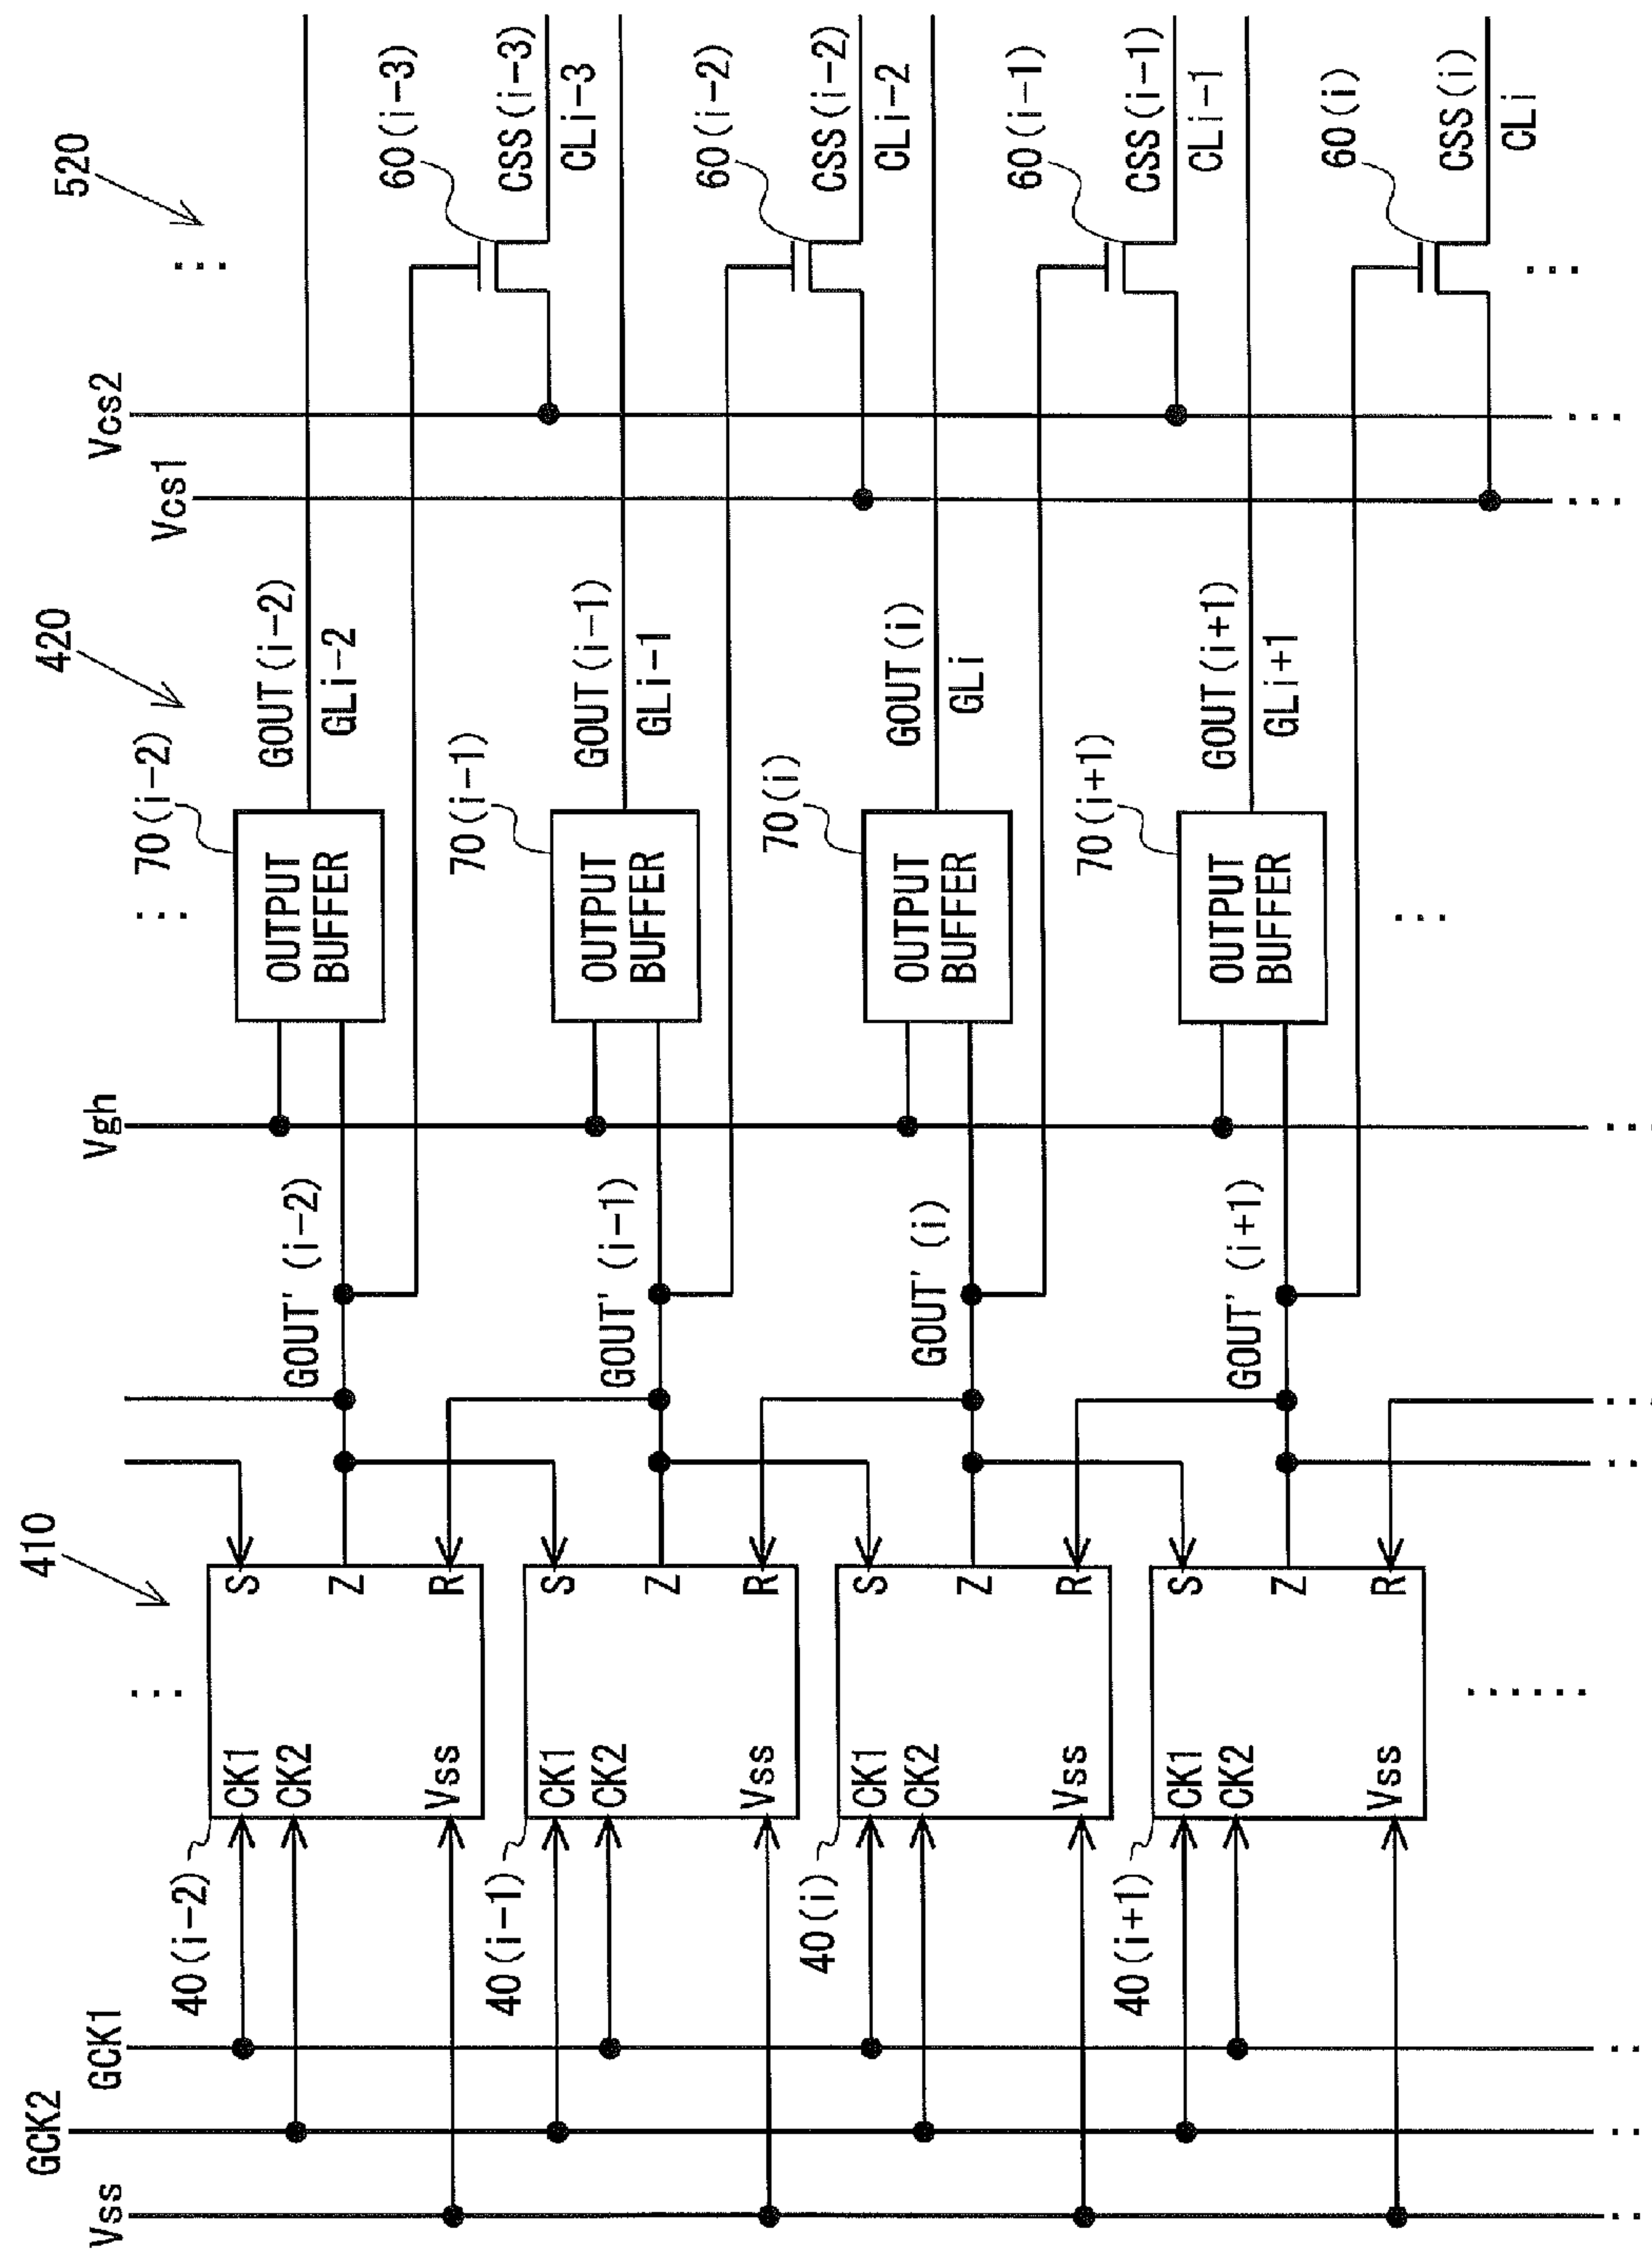 410
420
520
Vss
GCK2
GCK1
Vgh
Vcs1
Vcs2
40(i-2)
CK1
CK2
Vss
S
Z
R
GOUT'(i-2)
70(i-2)
OUTPUT
BUFFER
GOUT(i-2)
GLi-2
60(i-3)
CSS(i-3)
CLi-3
40(i-1)
CK1
CK2
Vss
S
Z
R
GOUT'(i-1)
70(i-1)
OUTPUT
BUFFER
GOUT(i-1)
GLi-1
60(i-2)
CSS(i-2)
CLi-2
40(i)
CK1
CK2
Vss
S
Z
R
GOUT'(i)
70(i)
OUTPUT
BUFFER
GOUT(i)
GLi
60(i-1)
CSS(i-1)
CLi-1
40(i+1)
CK1
CK2
Vss
S
Z
R
GOUT'(i+1)
70(i+1)
OUTPUT
BUFFER
GOUT(i+1)
GLi+1
60(i)
CSS(i)
CLi